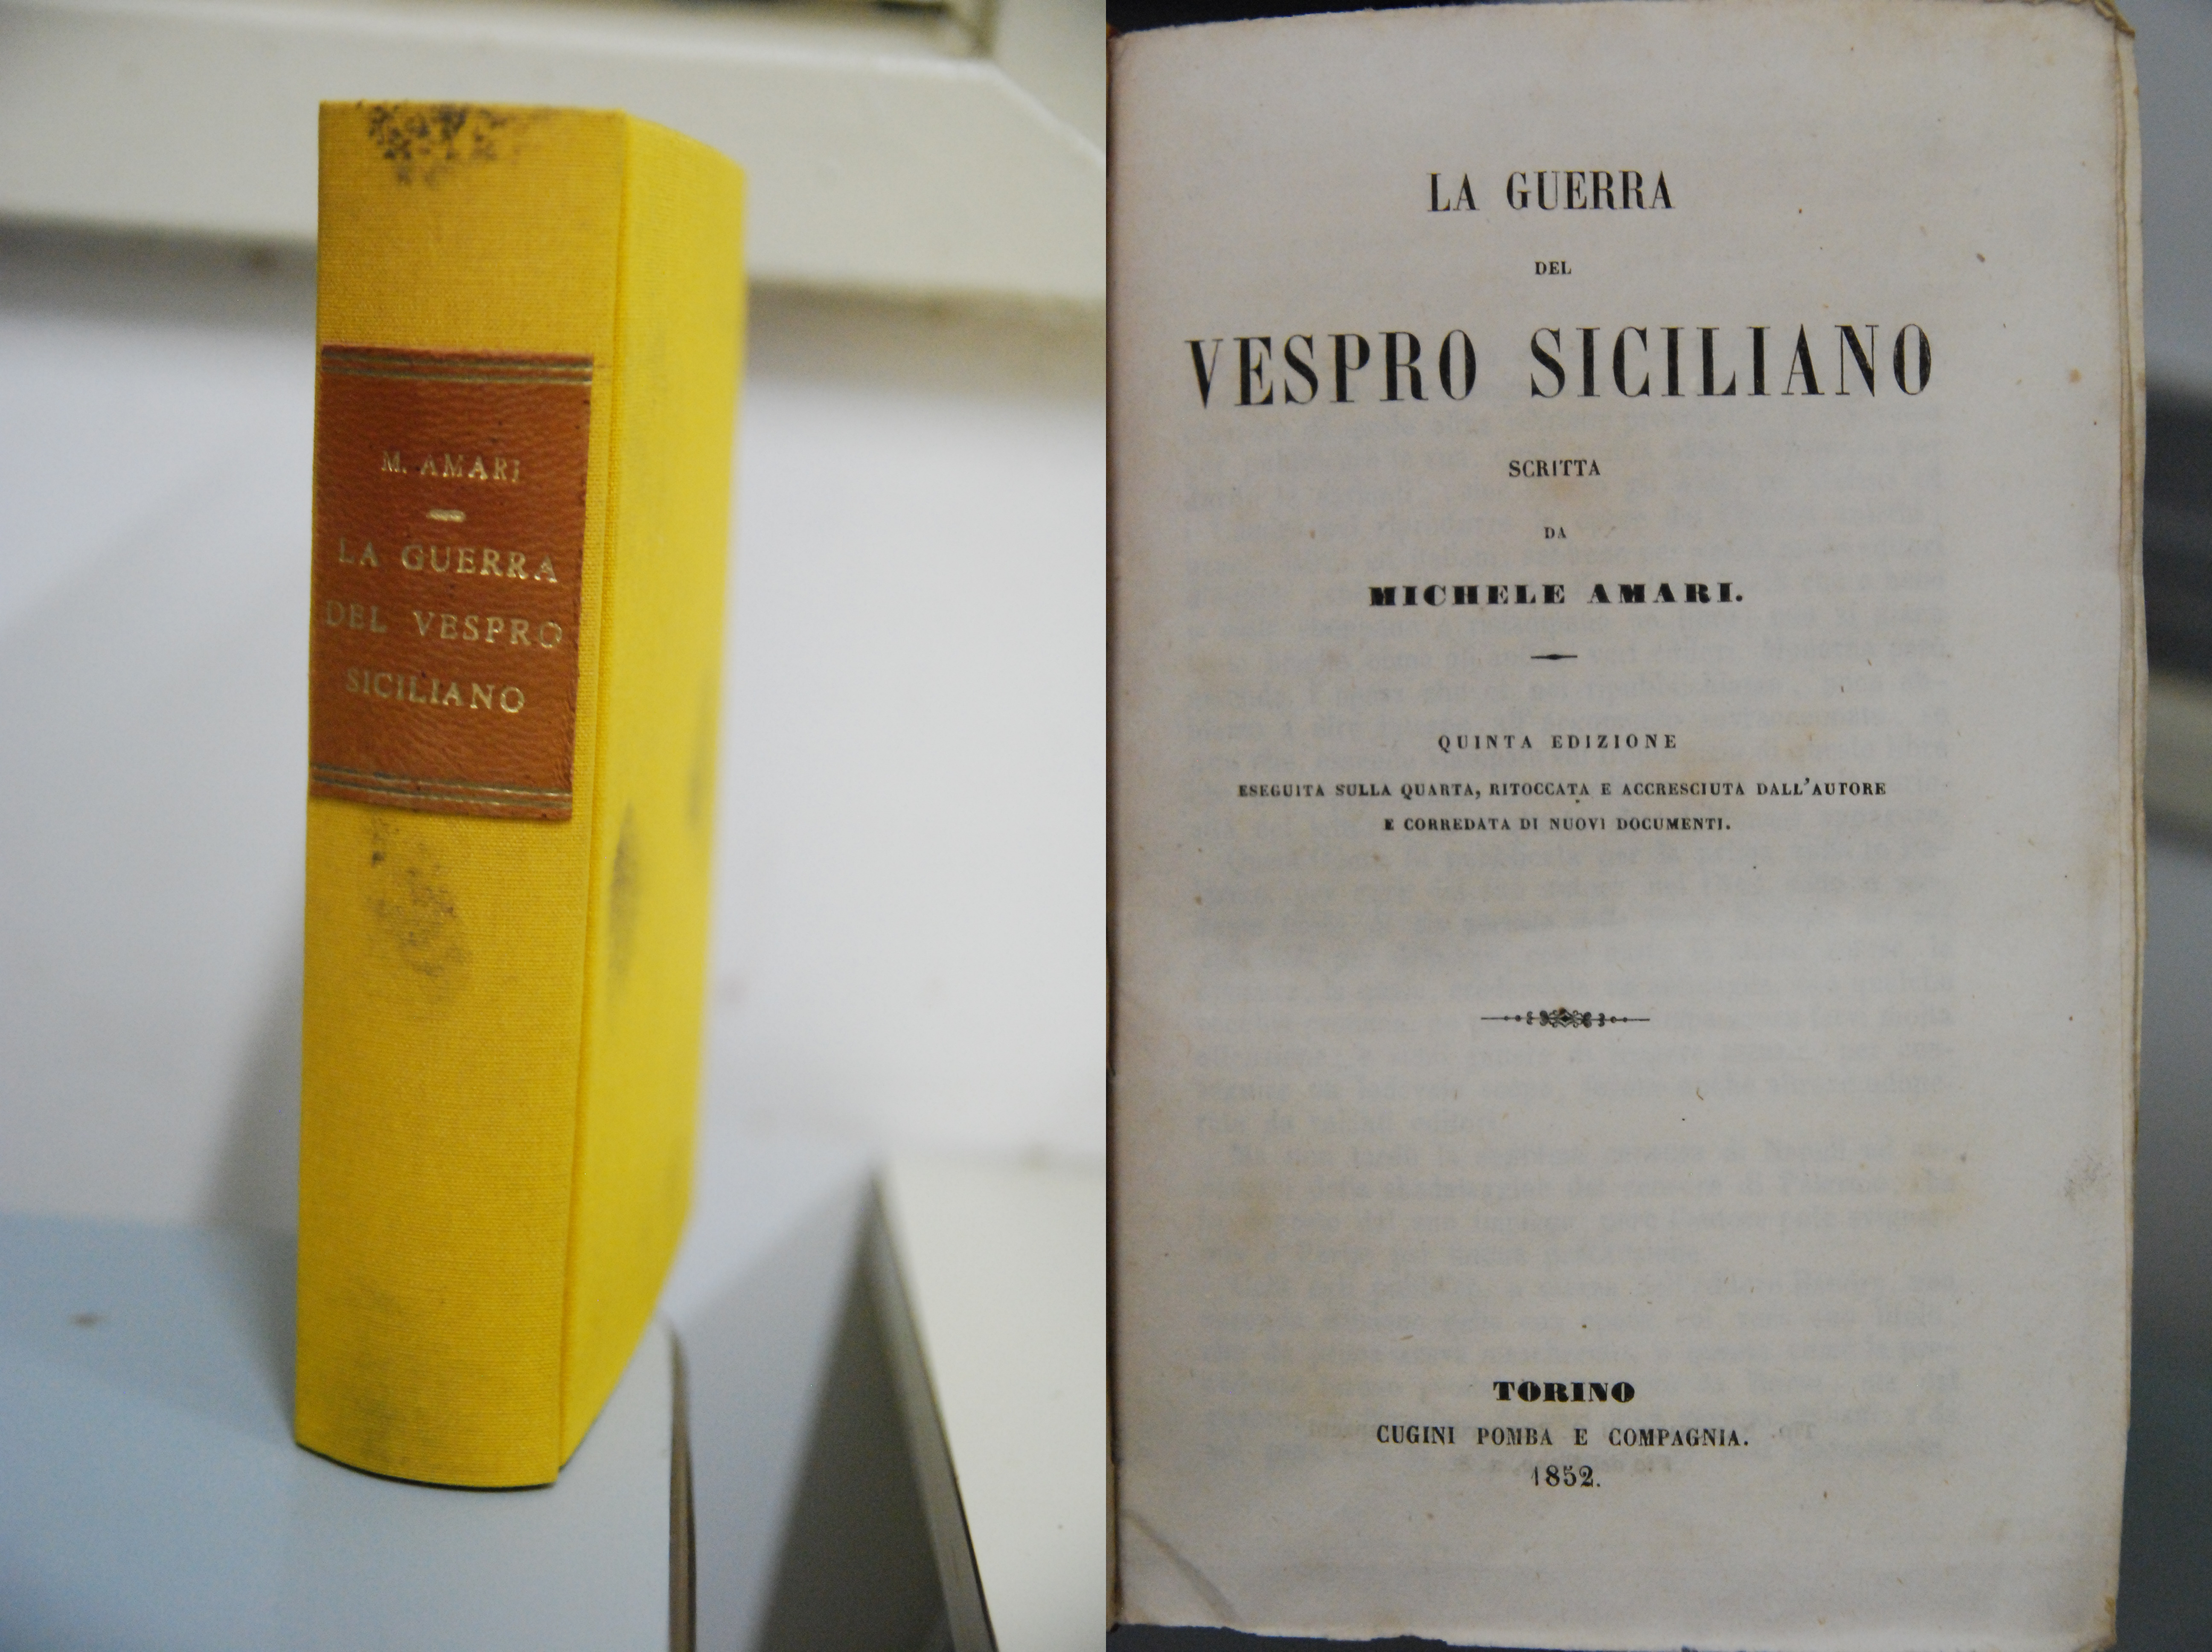 M. AMARI
LA GUERRA
DEL VESPRO
SICILIANO
LA GUERRA
DEL
VESPRO SICILIANO
SCRITTA
DA
MICHELE AMARI.
QUINTA EDIZIONE
ESEGUITA SULLA QUARTA, RITOCCATA E ACCRESCIUTA DALL'AUTORE
E CORREDATA DI NUOVI DOCUMENTI.
TORINO
CUGINI POMBA E COMPAGNIA.
1852.